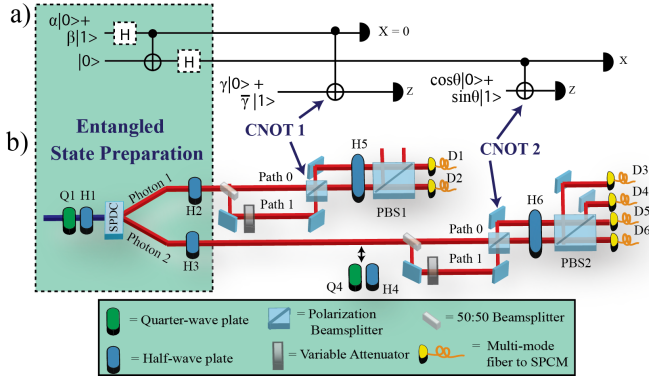 a)
α|0>+
β|1>
H
X = 0
|0>
H
X
γ|0> +
γ̅|1>
Z
cosθ|0>+
sinθ|1>
Z
CNOT 1
CNOT 2
b)
Entangled
State Preparation
Q1
H1
SPDC
Photon 1
Photon 2
H2
H3
Path 0
Path 1
H5
PBS1
D1
D2
Q4
H4
Path 0
Path 1
H6
PBS2
D3
D4
D5
D6
= Quarter-wave plate
= Polarization
Beamsplitter
= 50:50 Beamsplitter
= Half-wave plate
= Variable Attenuator
= Multi-mode
fiber to SPCM